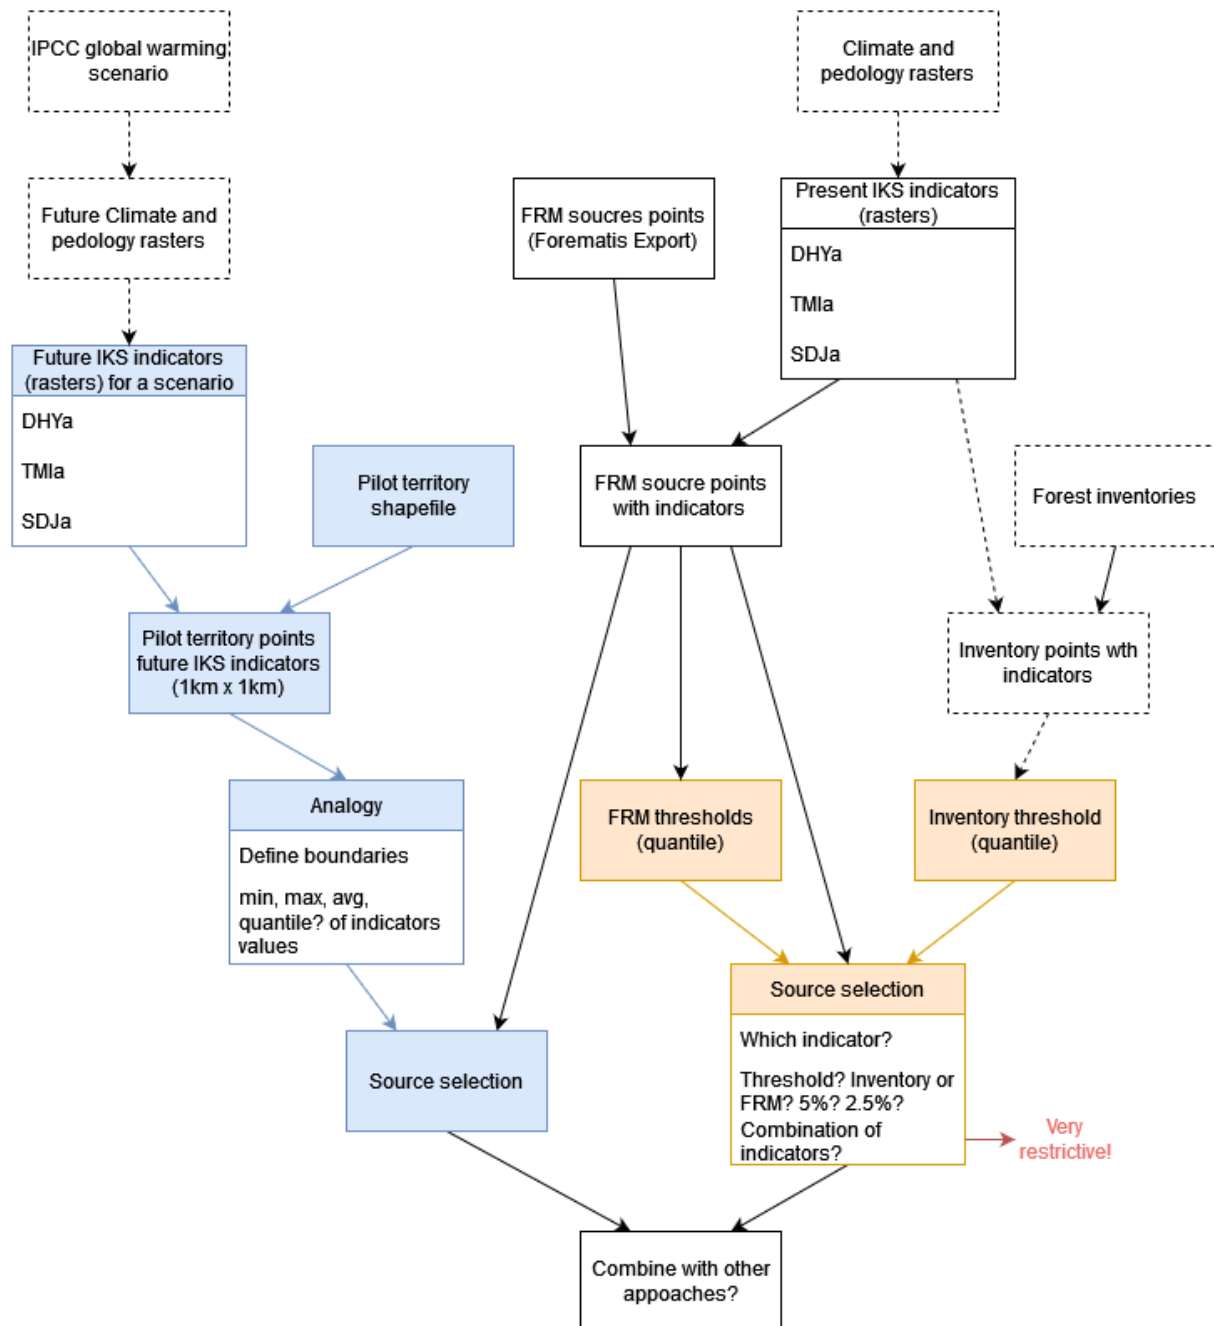 IPCC global warming
scenario
Climate and
pedology rasters
Future Climate and
pedology rasters
FRM soucres points
(Forematis Export)
Present IKS indicators
(rasters)
DHYa
TMIa
SDJa
Future IKS indicators
(rasters) for a scenario
DHYa
TMIa
SDJa
Pilot territory
shapefile
FRM soucre points
with indicators
Forest inventories
Pilot territory points
future IKS indicators
(1km x 1km)
Inventory points wth
indicators
Analogy
Define boundaries
min, max, avg,
quantile? of indicators
values
FRM thresholds
(quantile)
Inventory threshold
(quantile)
Source selection
Source selection
Which indicator?
Threshold? Inventory or
FRM? 5%? 2.5%?
Combination of
indicators?
Very
restrictive!
Combine with other
appoaches?